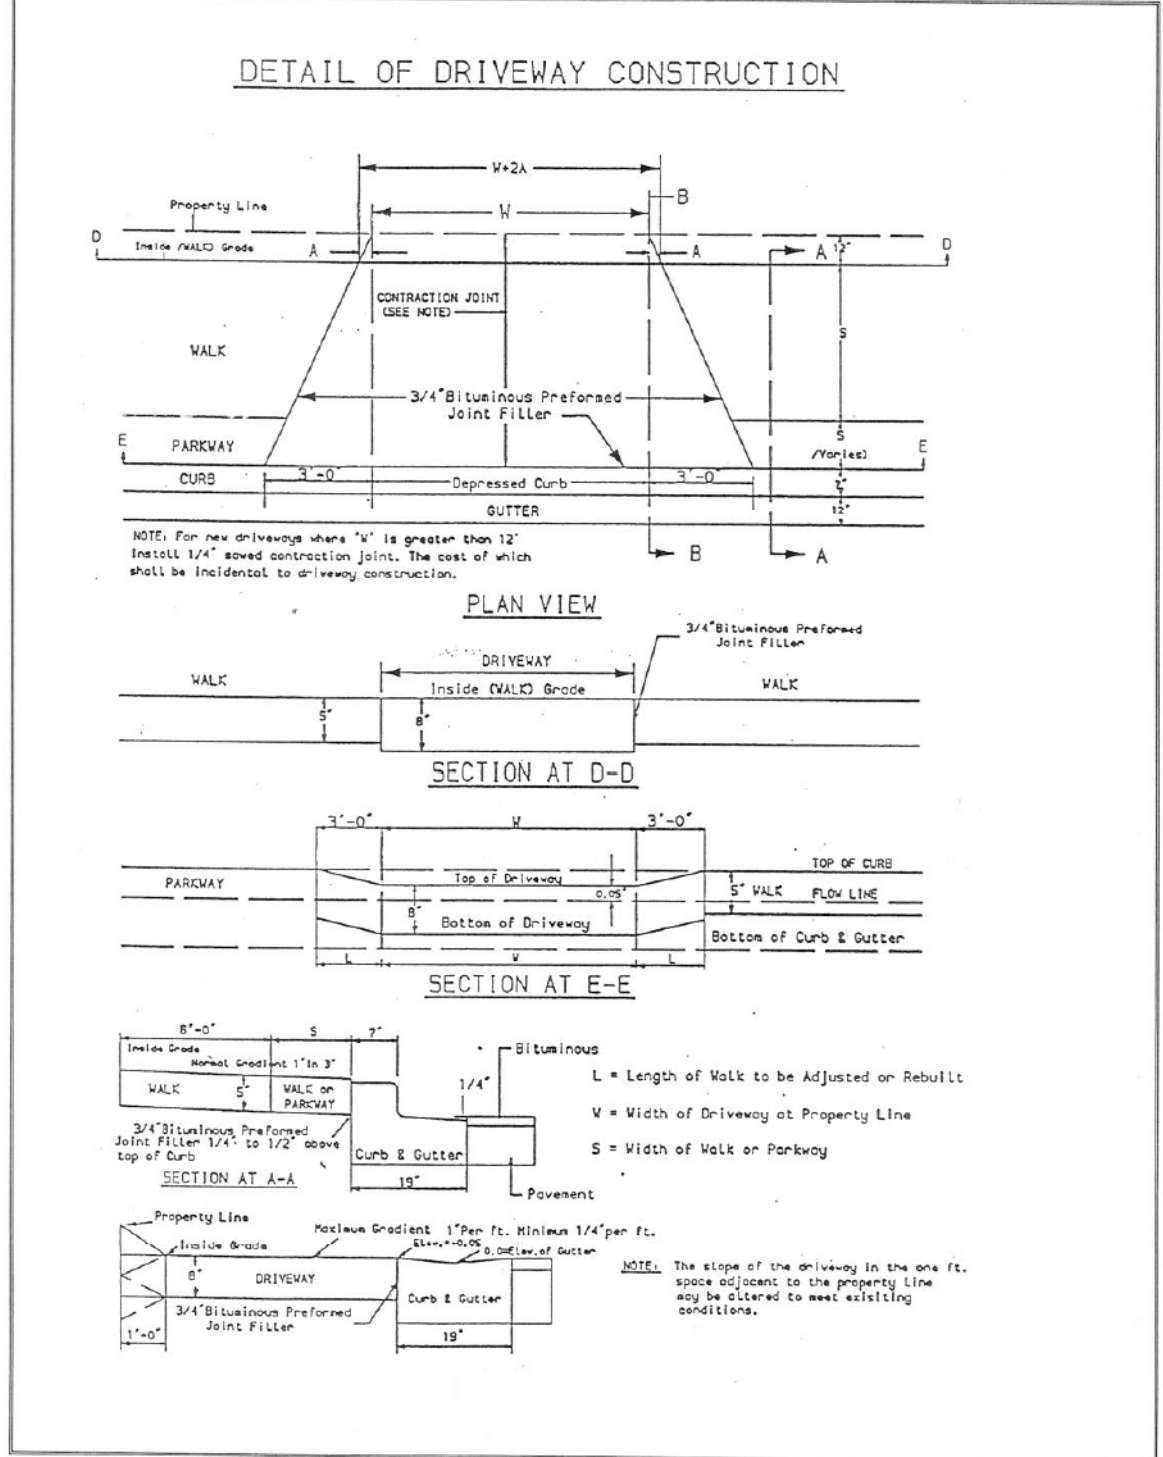 DETAIL OF DRIVEWAY CONSTRUCTION
W+2A
B
Property Line
W
D
Inside (WALK) Grade
A
A
A
12"
D
CONTRACTION JOINT
(SEE NOTE)
WALK
S
3/4"Bituminous Preformed
Joint Filler
E
PARKWAY
S
(Varies)
E
3'-0"
3'-0"
CURB
Depressed Curb
7"
GUTTER
12"
NOTE: For new driveways where "W" is greater than 12'
Install 1/4" sawed contraction joint. The cost of which
shall be incidental to driveway construction.
B
A
PLAN VIEW
3/4"Bituminous Preformed
Joint Filler
DRIVEWAY
WALK
Inside (WALK) Grade
WALK
5"
8"
SECTION AT D-D
3'-0"
W
3'-0"
TOP OF CURB
PARKWAY
Top of Driveway
0.05'
5" WALK
FLOW LINE
8"
Bottom of Driveway
Bottom of Curb & Gutter
L
W
L
SECTION AT E-E
6'-0"
S
7"
Inside Grade
Normal Gradient 1" in 3"
Bituminous
1/4"
L = Length of Walk to be Adjusted or Rebuilt
WALK
5"
WALK or
PARKWAY
W = Width of Driveway at Property Line
3/4"Bituminous Preformed
Joint Filler 1/4" to 1/2" above
top of Curb
S = Width of Walk or Parkway
Curb & Gutter
SECTION AT A-A
19"
Pavement
Property Line
Maximum Gradient 1"Per ft. Minimum 1/4"per ft.
Inside Grade
Elev.=-0.05
0.0=Elev.of Gutter
8"
DRIVEWAY
Curb & Gutter
3/4"Bituminous Preformed
Joint Filler
1'-0"
19"
NOTE: The slope of the driveway in the one ft.
space adjacent to the property line
may be altered to meet exisiting
conditions.